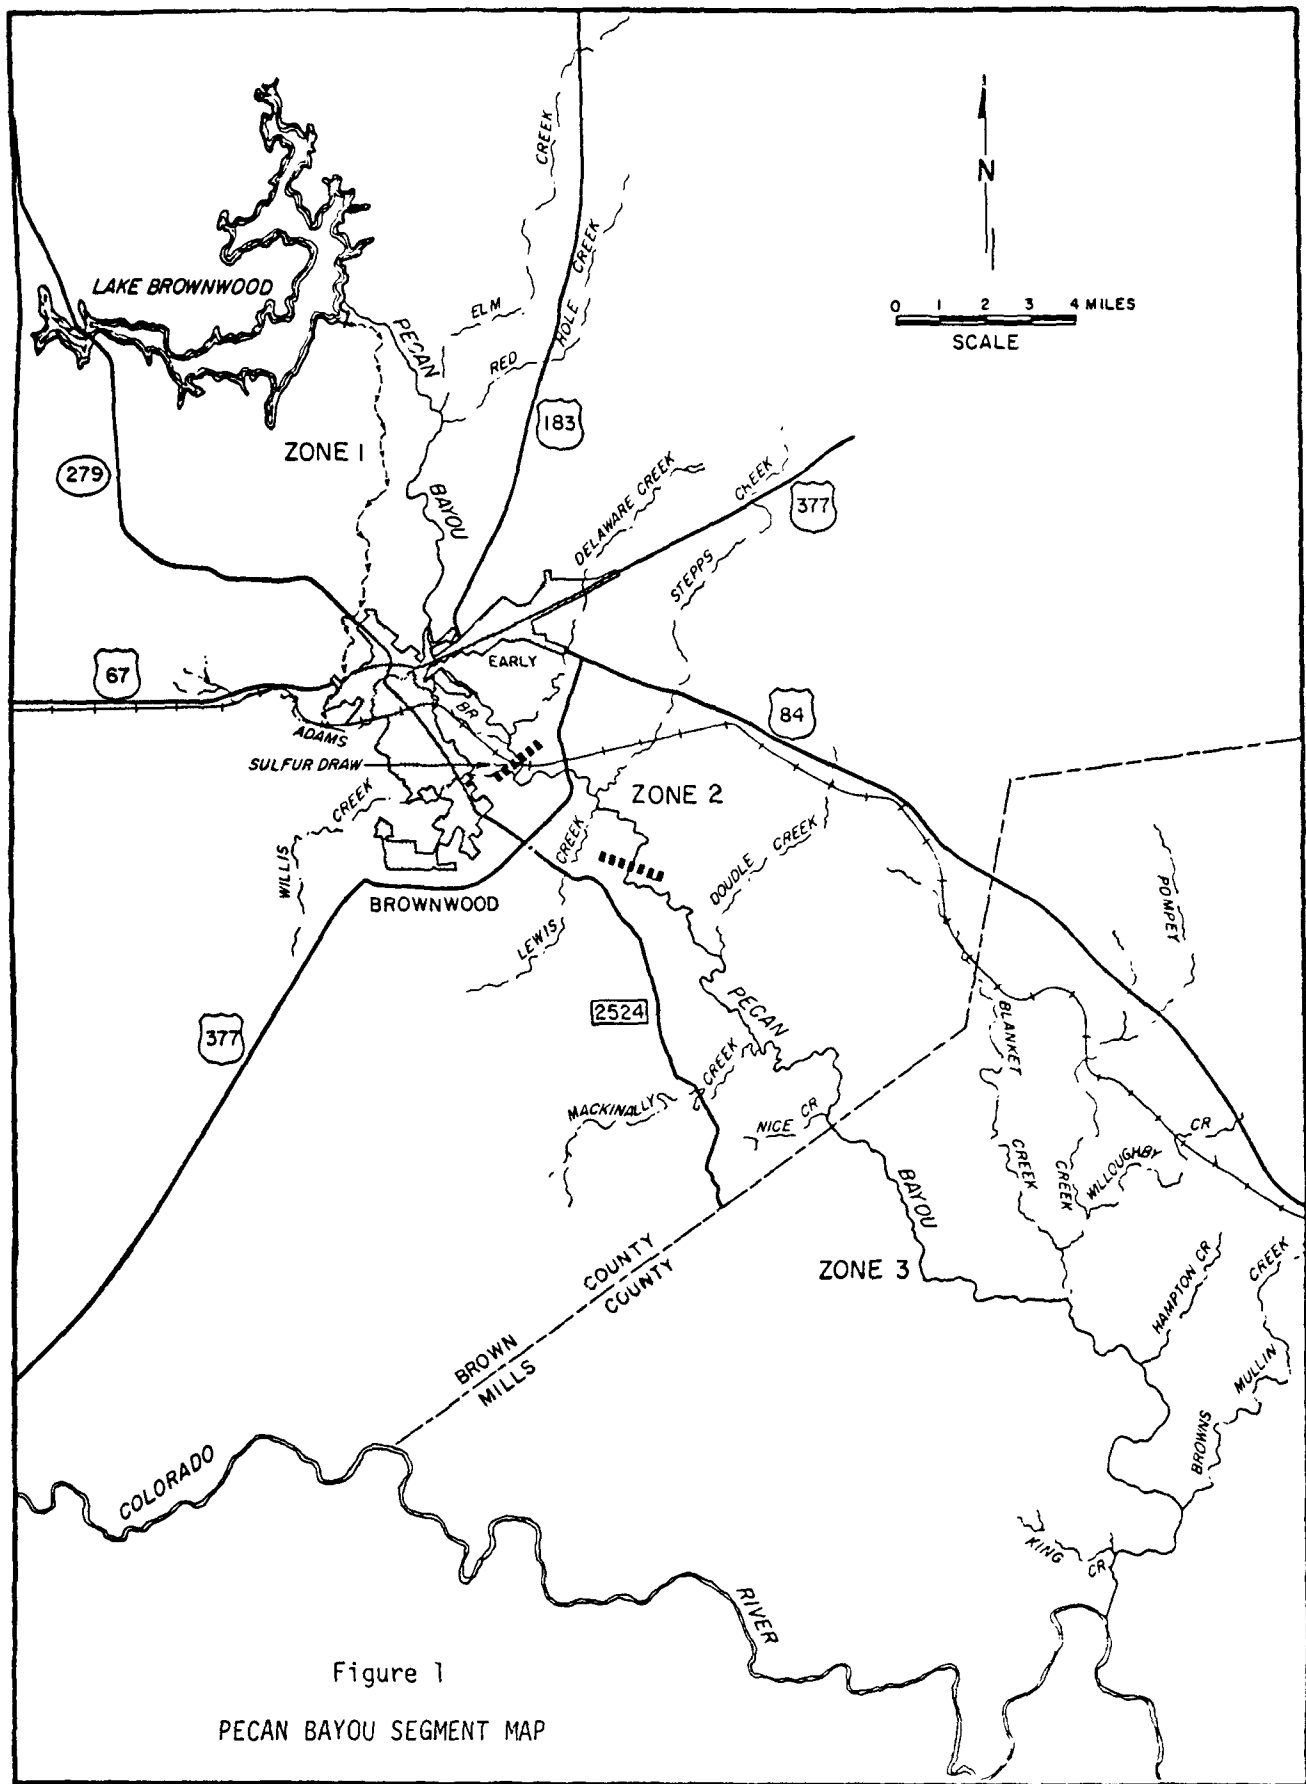 CREEK
N
HOLE CREEK
LAKE BROWNWOOD
ELM
0 1 2 3 4 MILES
SCALE
PECAN
RED
183
ZONE 1
279
DELAWARE CREEK
CREEK
377
BAYOU
STEPPS
EARLY
67
BR
84
ADAMS
SULFUR DRAW
ZONE 2
CREEK
WILLIS
CREEK
DOUDLE CREEK
POMPEY
BROWNWOOD
LEWIS
377
2524
PECAN
BLANKET
CREEK
MACKINALLY
NICE CR
CR
WILLOUGHBY
CREEK
CREEK
BAYOU
COUNTY
COUNTY
ZONE 3
HAMPTON CR
CREEK
BROWN
MILLS
MULLIN
BROWNS
COLORADO
KING
CR
RIVER
Figure 1
PECAN BAYOU SEGMENT MAP